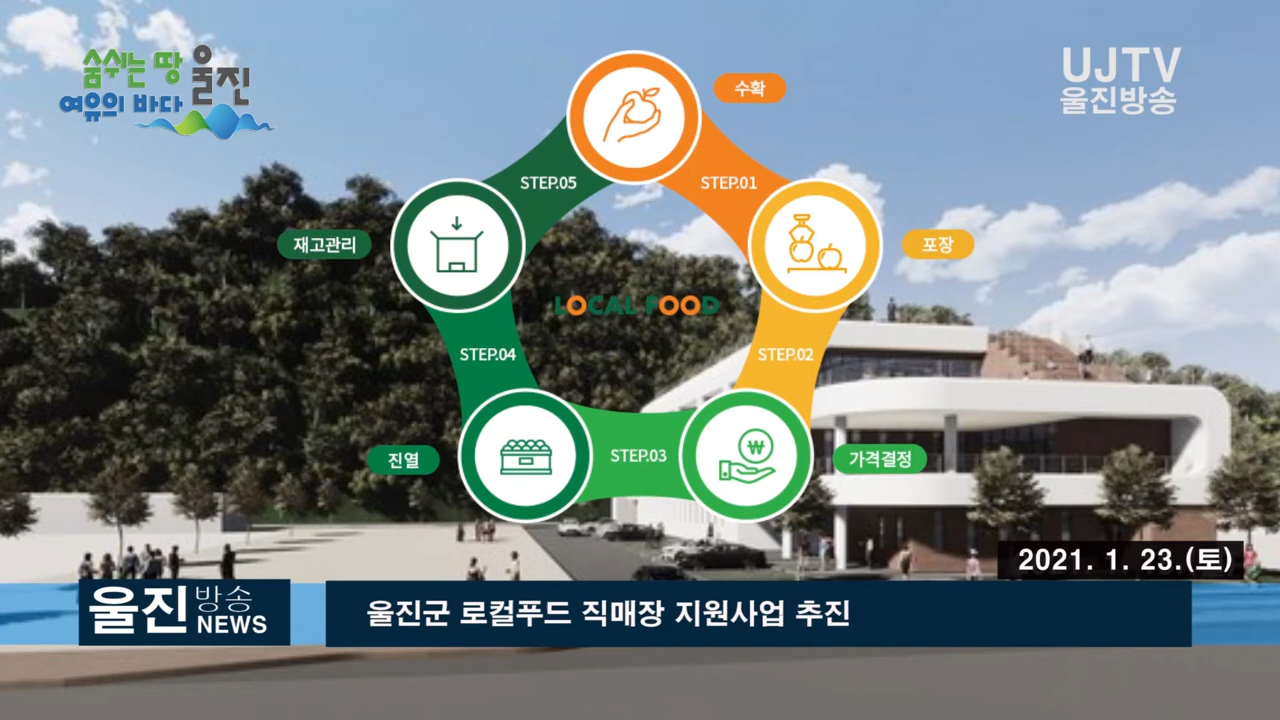 숨쉬는 땅
여유의 바다
울진
UJTV
울진방송
수확
STEP.05
STEP.01
재고관리
포장
LOCAL FOOD
STEP.04
STEP.02
진열
STEP.03
가격결정
2021. 1. 23.(토)
울진 방송
NEWS
울진군 로컬푸드 직매장 지원사업 추진